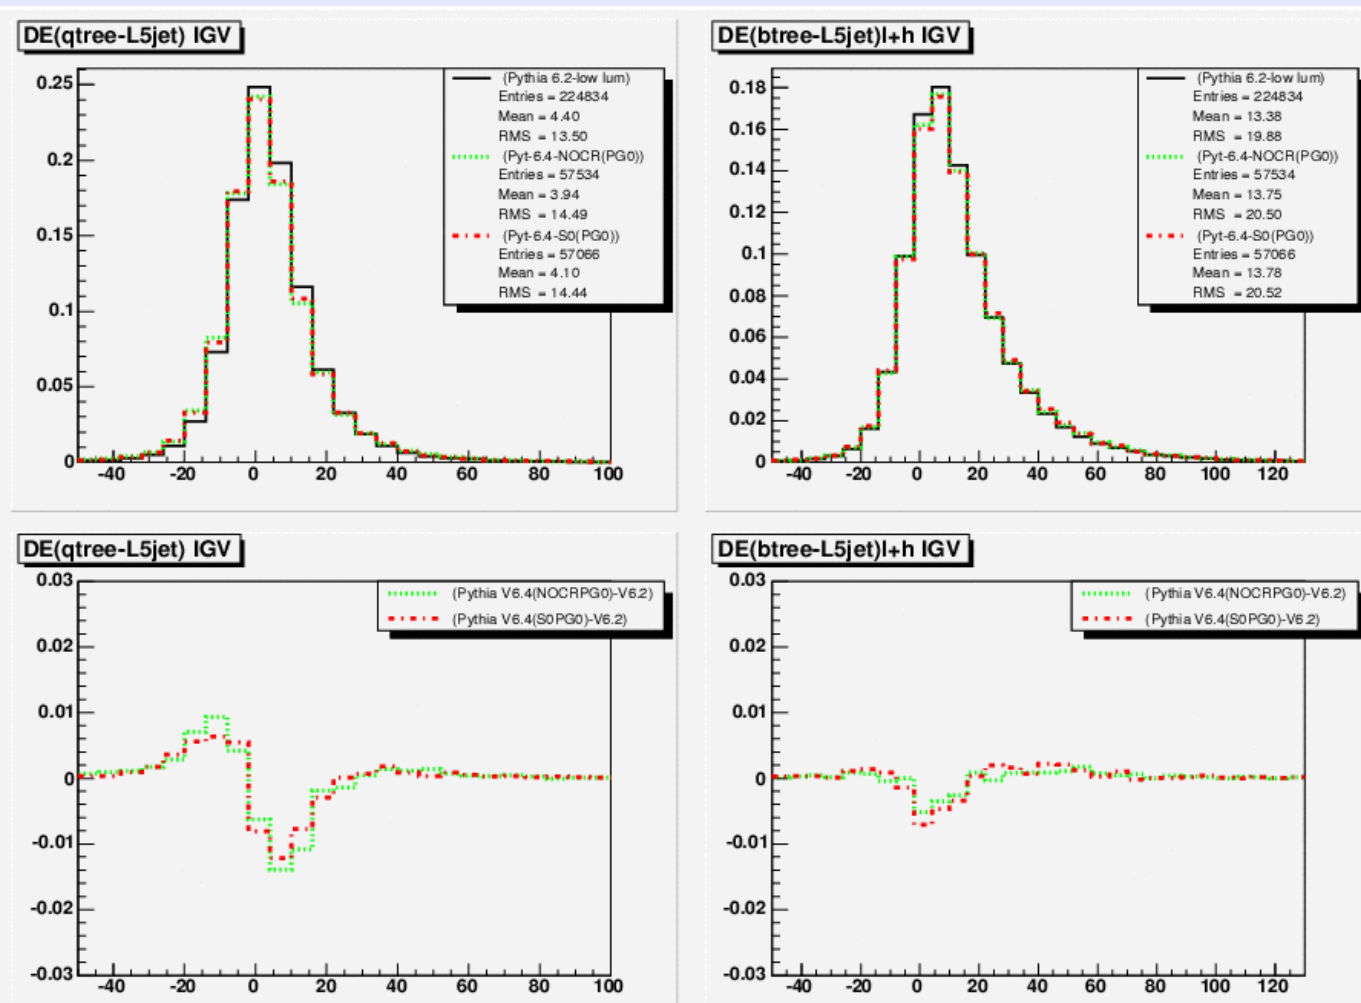 DE(qtree-L5jet) IGV
(Pythia 6.2-low lum)
Entries = 224834
Mean = 4.40
RMS = 13.50
(Pyt-6.4-NOCR(PG0))
Entries = 57534
Mean = 3.94
RMS = 14.49
(Pyt-6.4-S0(PG0))
Entries = 57066
Mean = 4.10
RMS = 14.44
0.25
0.2
0.15
0.1
0.05
0
-40 -20 0 20 40 60 80 100
DE(btree-L5jet)l+h IGV
(Pythia 6.2-low lum)
Entries = 224834
Mean = 13.38
RMS = 19.88
(Pyt-6.4-NOCR(PG0))
Entries = 57534
Mean = 13.75
RMS = 20.50
(Pyt-6.4-S0(PG0))
Entries = 57066
Mean = 13.78
RMS = 20.52
0.18
0.16
0.14
0.12
0.1
0.08
0.06
0.04
0.02
0
-40 -20 0 20 40 60 80 100 120
DE(qtree-L5jet) IGV
(Pythia V6.4(NOCRPG0)-V6.2)
(Pythia V6.4(S0PG0)-V6.2)
0.03
0.02
0.01
0
-0.01
-0.02
-0.03
-40 -20 0 20 40 60 80 100
DE(btree-L5jet)l+h IGV
(Pythia V6.4(NOCRPG0)-V6.2)
(Pythia V6.4(S0PG0)-V6.2)
0.03
0.02
0.01
0
-0.01
-0.02
-0.03
-40 -20 0 20 40 60 80 100 120